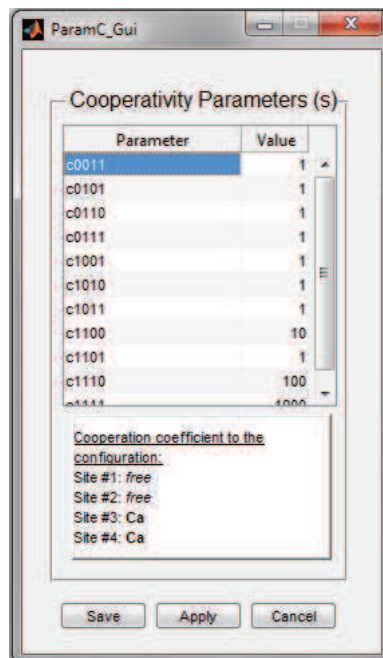 ParamC_Gui
Cooperativity Parameters (s)
Parameter Value
c0011 1
c0101 1
c0110 1
c0111 1
c1001 1
c1010 1
c1011 1
c1100 10
c1101 1
c1110 100
c1111 1000
Cooperation coefficient to the
configuration:
Site #1: free
Site #2: free
Site #3: Ca
Site #4: Ca
Save Apply Cancel